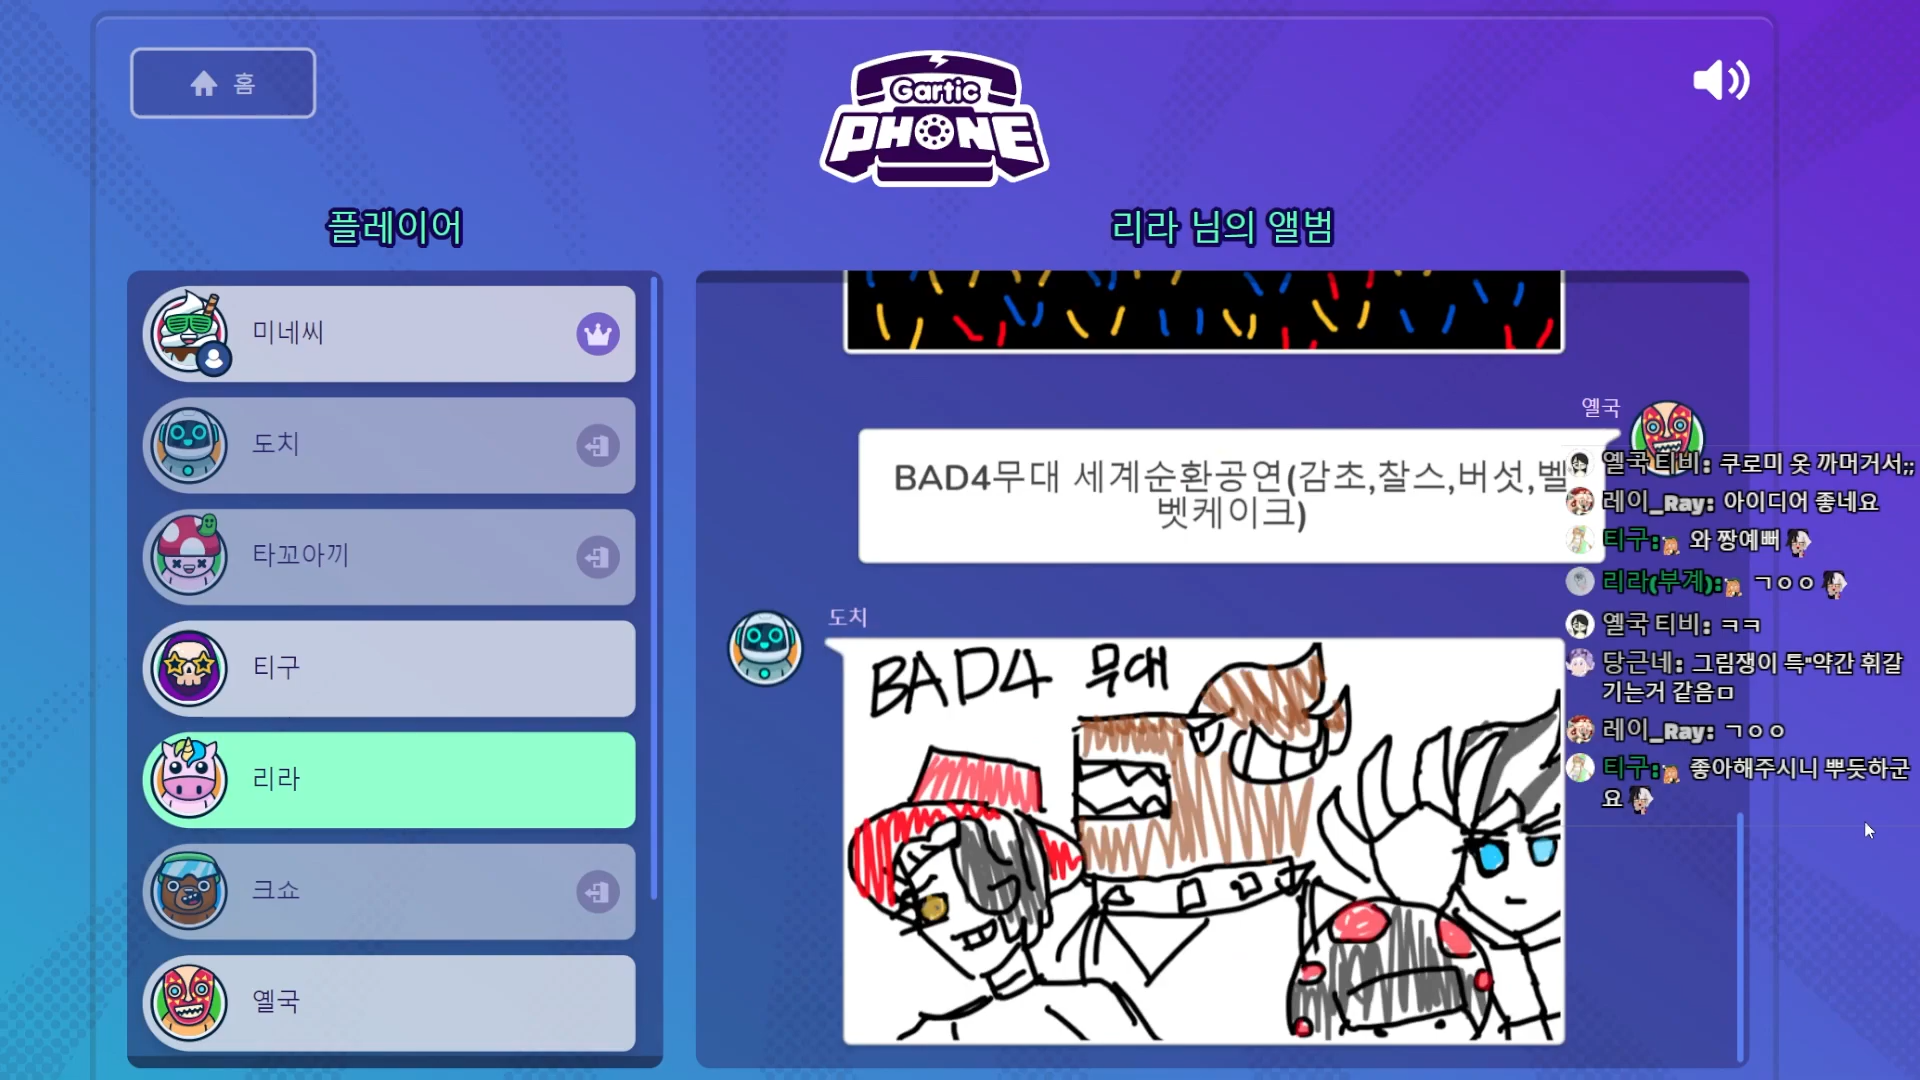 홈
Gartic
PHONE
플레이어
리라 님의 앨범
미네씨
도치
타꼬아끼
티구
리라
크쇼
옐국
옐국
BAD4무대 세계순환공연(감초,찰스,버섯,벨
벳케이크)
도치
BAD4 무대
옐국 티비: 쿠로미 옷 까머거서;;
레이_Ray: 아이디어 좋네요
티구: 와 짱예뻐
리라(부계): ㄱㅇㅇ
옐국 티비: ㅋㅋ
당근네: 그림쟁이 특"약간 휘갈
기는거 같음ㅁ
레이_Ray: ㄱㅇㅇ
티구: 좋아해주시니 뿌듯하군
요